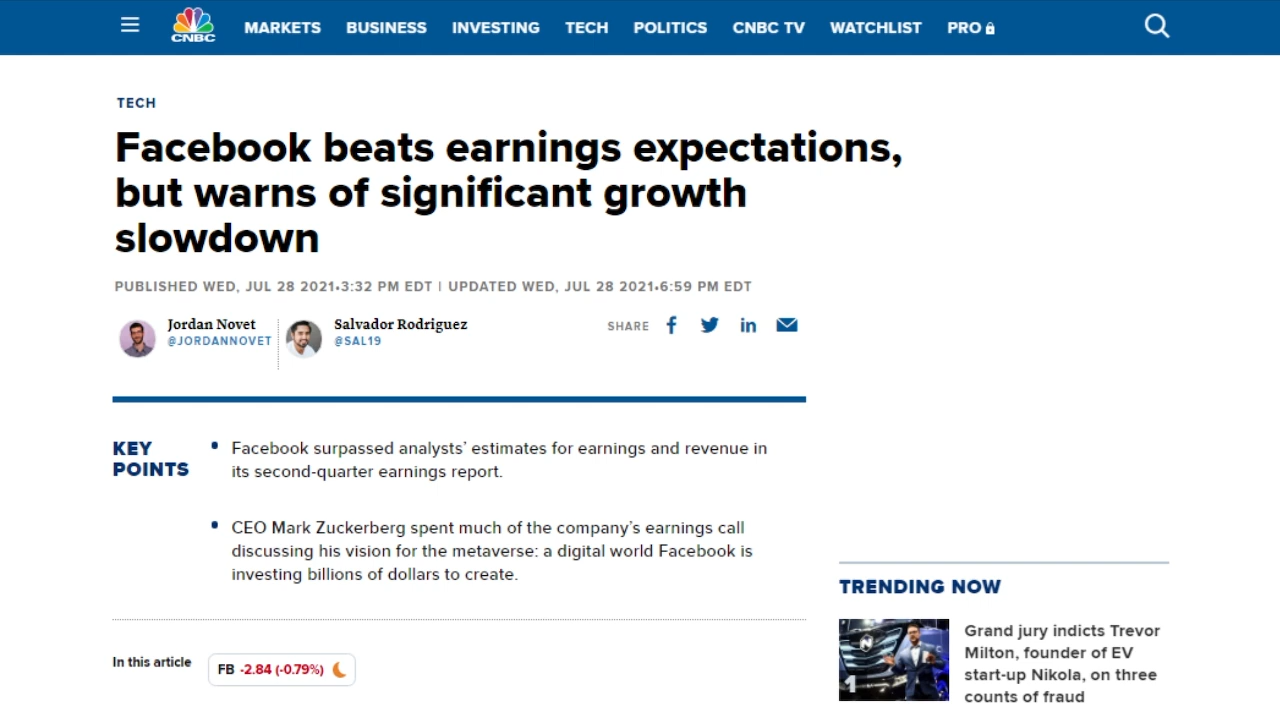 CNBC MARKETS BUSINESS INVESTING TECH POLITICS CNBC TV WATCHLIST PRO
TECH
Facebook beats earnings expectations,
but warns of significant growth
slowdown
PUBLISHED WED, JUL 28 2021•3:32 PM EDT | UPDATED WED, JUL 28 2021•6:59 PM EDT
Jordan Novet
@JORDANNOVET
Salvador Rodriguez
@SAL19
SHARE
KEY
POINTS
• Facebook surpassed analysts’ estimates for earnings and revenue in
its second-quarter earnings report.
• CEO Mark Zuckerberg spent much of the company’s earnings call
discussing his vision for the metaverse: a digital world Facebook is
investing billions of dollars to create.
In this article
FB -2.84 (-0.79%)
TRENDING NOW
1
Grand jury indicts Trevor
Milton, founder of EV
start-up Nikola, on three
counts of fraud